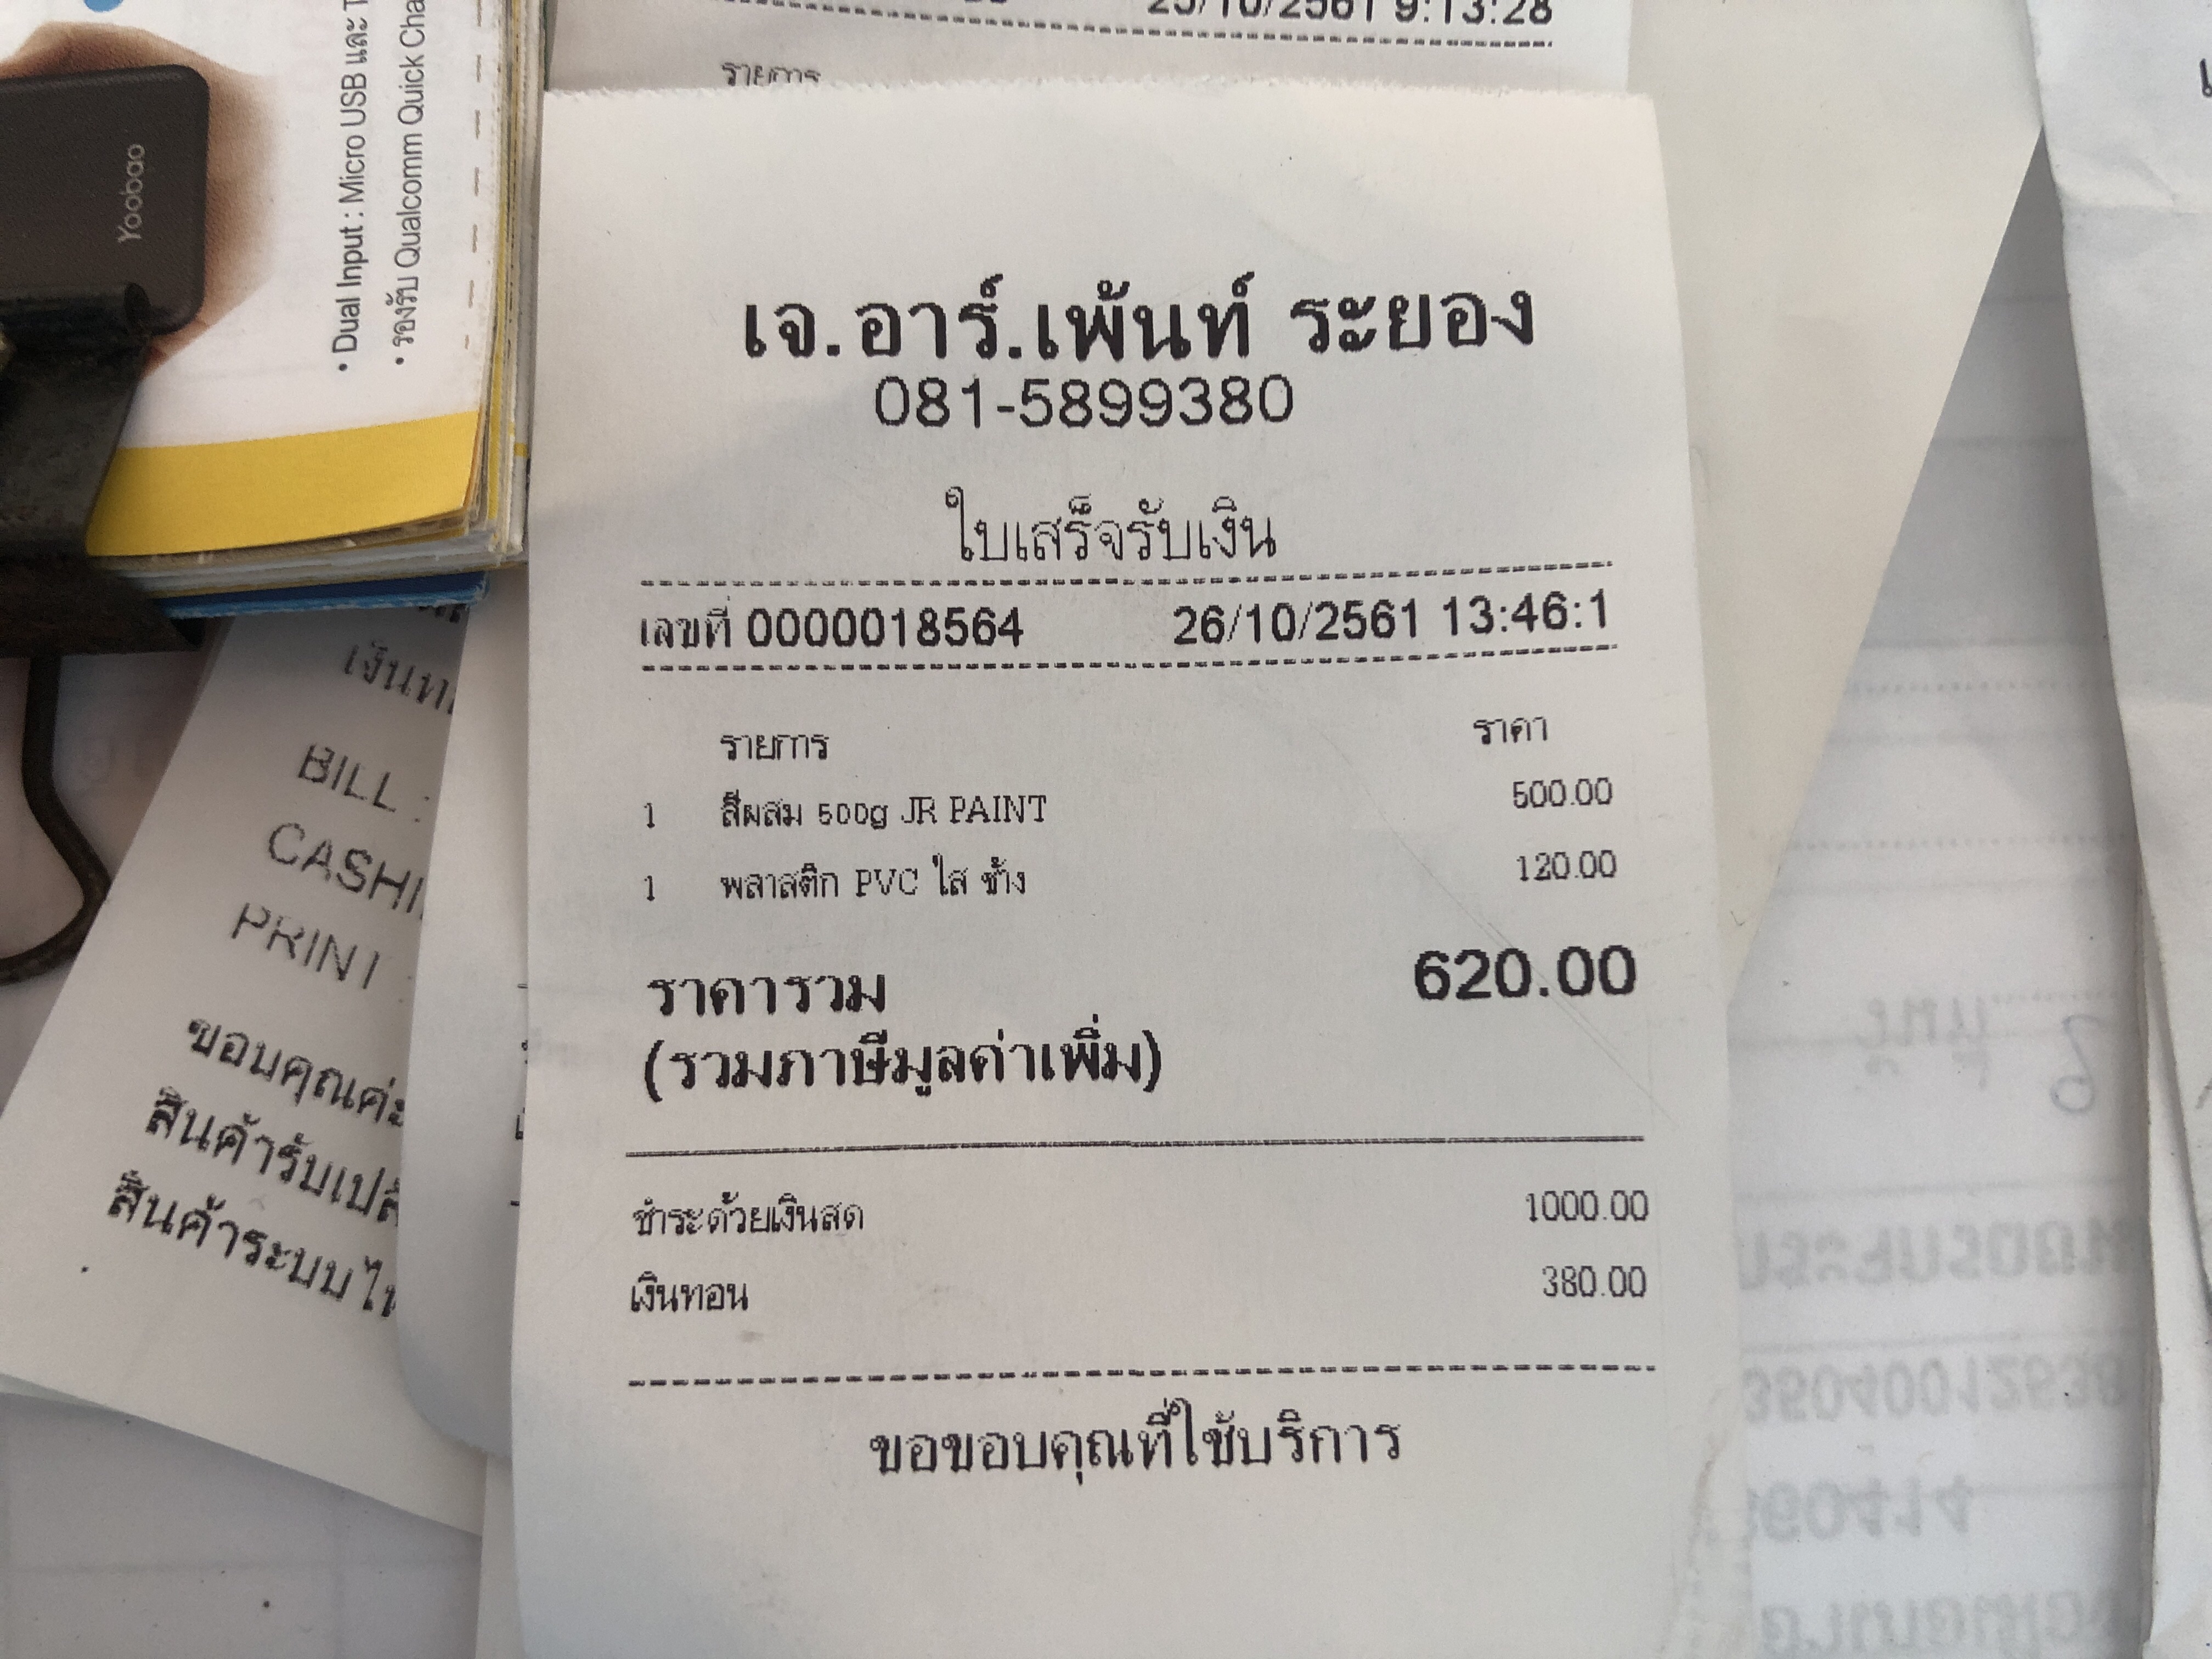 Yoobao
• Dual Input : Micro USB และ
• รองรับ Qualcomm Quick
25/10/2561 9:13:28
รายการ
เจ.อาร์.เพ้นท์ ระยอง
081-5899380
ใบเสร็จรับเงิน
เลขที่ 0000018564 26/10/2561 13:46:1
รายการ ราคา
1 สีผสม 500g JR PAINT 500.00
1 พลาสติก PVC ใส ช้าง 120.00
ราคารวม 620.00
(รวมภาษีมูลค่าเพิ่ม)
ชำระด้วยเงินสด 1000.00
เงินทอน 380.00
ขอขอบคุณที่ใช้บริการ
BILL :
PRINT
ขอบคุณค่ะ
สินค้ารับ
สินค้าระบบ